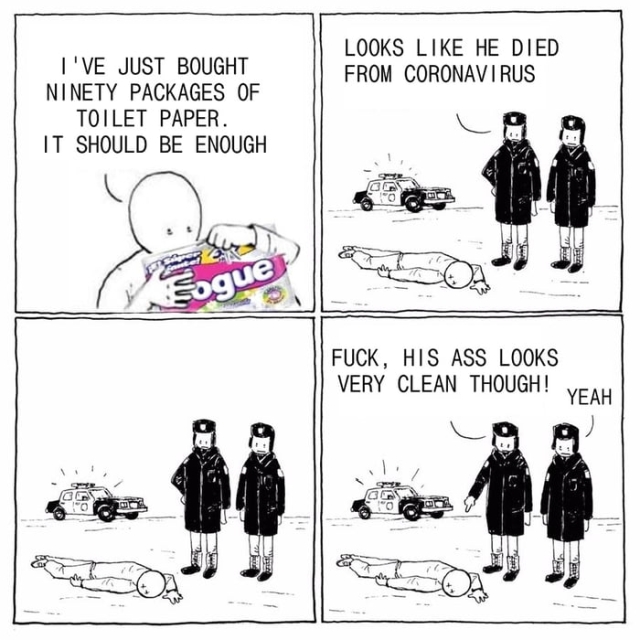 I'VE JUST BOUGHT
NINETY PACKAGES OF
TOILET PAPER.
IT SHOULD BE ENOUGH
ogue
LOOKS LIKE HE DIED
FROM CORONAVIRUS
FUCK, HIS ASS LOOKS
VERY CLEAN THOUGH!
YEAH